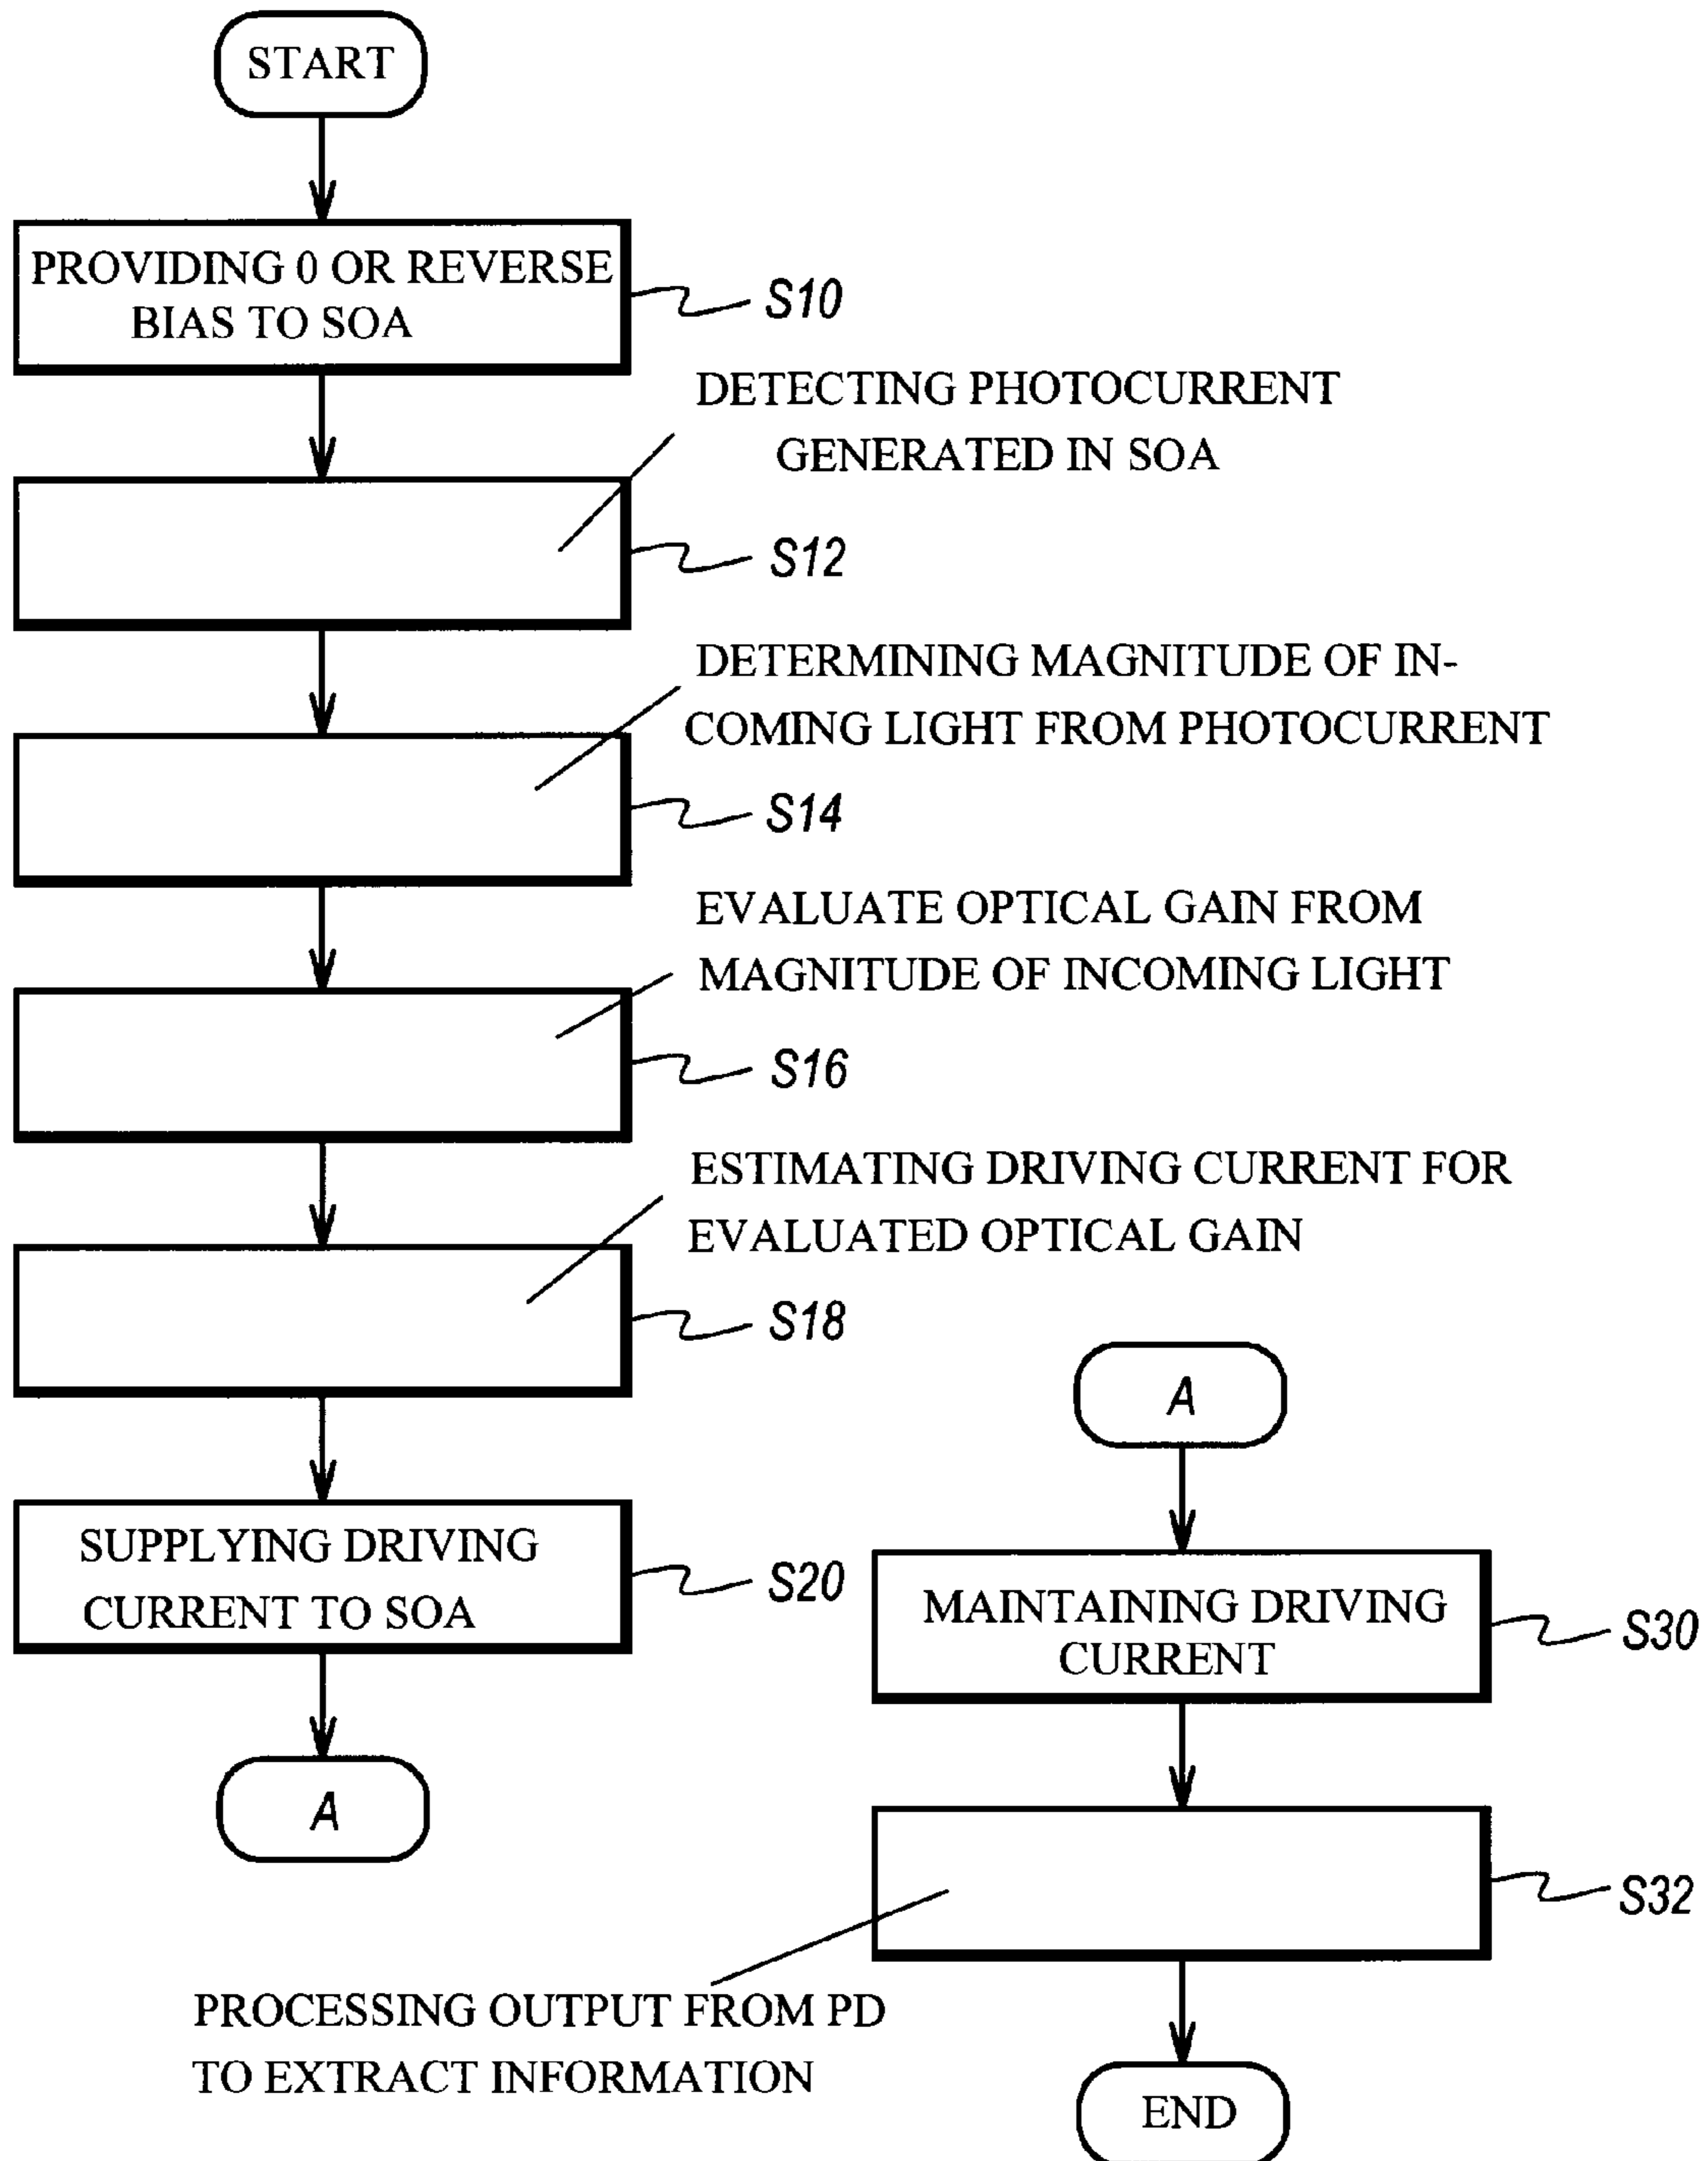 START
PROVIDING 0 OR REVERSE
BIAS TO SOA
S10
DETECTING PHOTOCURRENT
GENERATED IN SOA
S12
DETERMINING MAGNITUDE OF IN-
COMING LIGHT FROM PHOTOCURRENT
S14
EVALUATE OPTICAL GAIN FROM
MAGNITUDE OF INCOMING LIGHT
S16
ESTIMATING DRIVING CURRENT FOR
EVALUATED OPTICAL GAIN
S18
SUPPLYING DRIVING
CURRENT TO SOA
S20
A
A
MAINTAINING DRIVING
CURRENT
S30
S32
PROCESSING OUTPUT FROM PD
TO EXTRACT INFORMATION
END